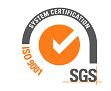 SYSTEM CERTIFICATION
ISO 9001
SGS